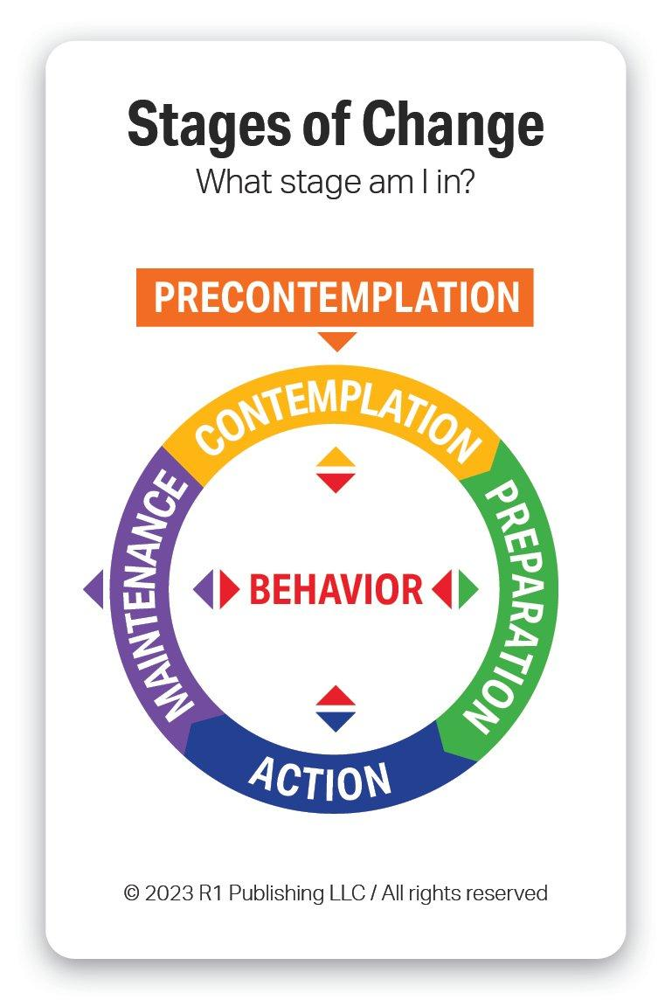 Stages of Change
What stage am I in?
PRECONTEMPLATION
CONTEMPLATION
PREPARATION
MAINTENANCE
BEHAVIOR
ACTION
© 2023 R1 Publishing LLC / All rights reserved